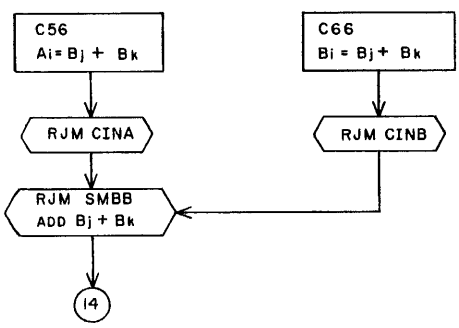 C56
Ai = Bj + Bk
C66
Bi = Bj + Bk
RJM CINA
RJM CINB
RJM SMBB
ADD Bj + Bk
14